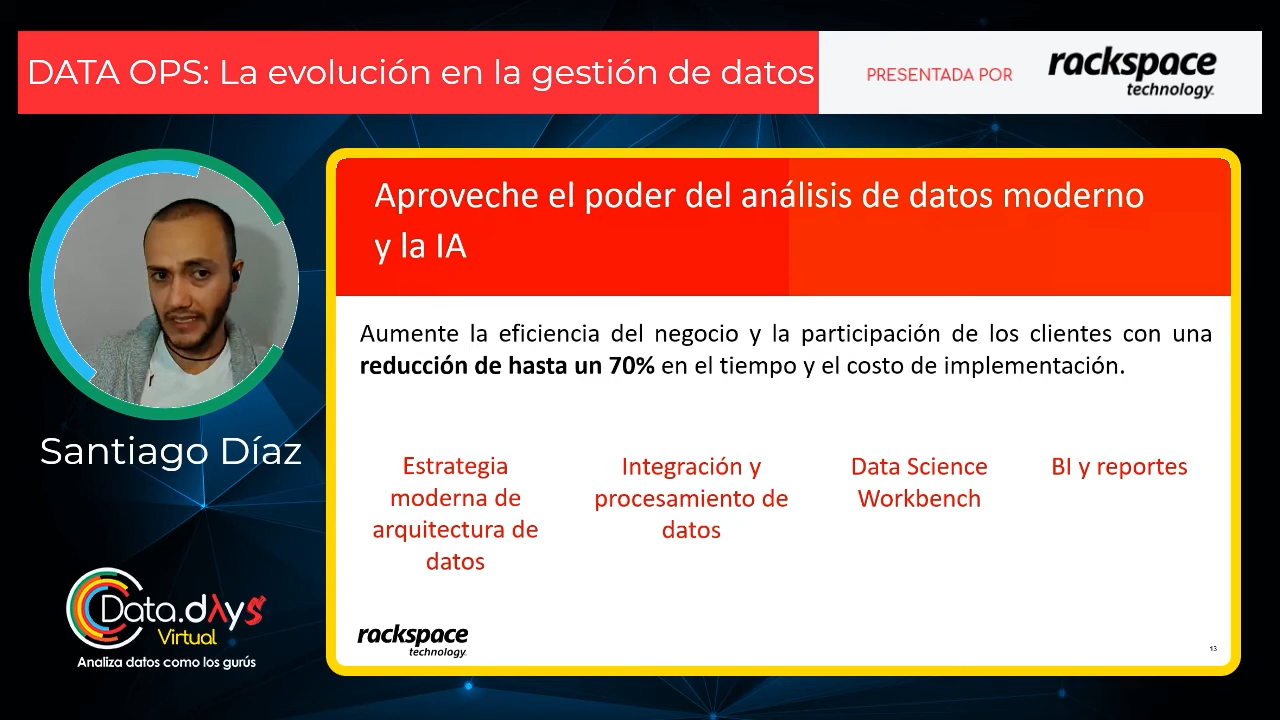 DATA OPS: La evolución en la gestión de datos
PRESENTADA POR
rackspace
technology.
Aproveche el poder del análisis de datos moderno
y la IA
Aumente la eficiencia del negocio y la participación de los clientes con una
reducción de hasta un 70% en el tiempo y el costo de implementación.
Santiago Díaz
Estrategia
moderna de
arquitectura de
datos
Integración y
procesamiento de
datos
Data Science
Workbench
BI y reportes
Data.days
Virtual
Analiza datos como los gurús
rackspace
technology.
13